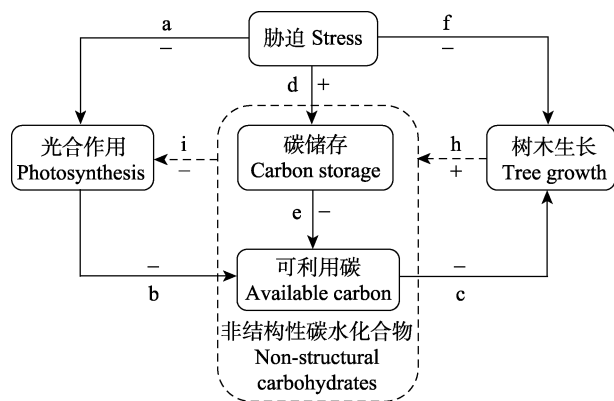 a
−
胁迫 Stress
f
−
d
+
光合作用
Photosynthesis
i
−
碳储存
Carbon storage
h
+
树木生长
Tree growth
e
−
−
b
可利用碳
Available carbon
−
c
非结构性碳水化合物
Non-structural
carbohydrates